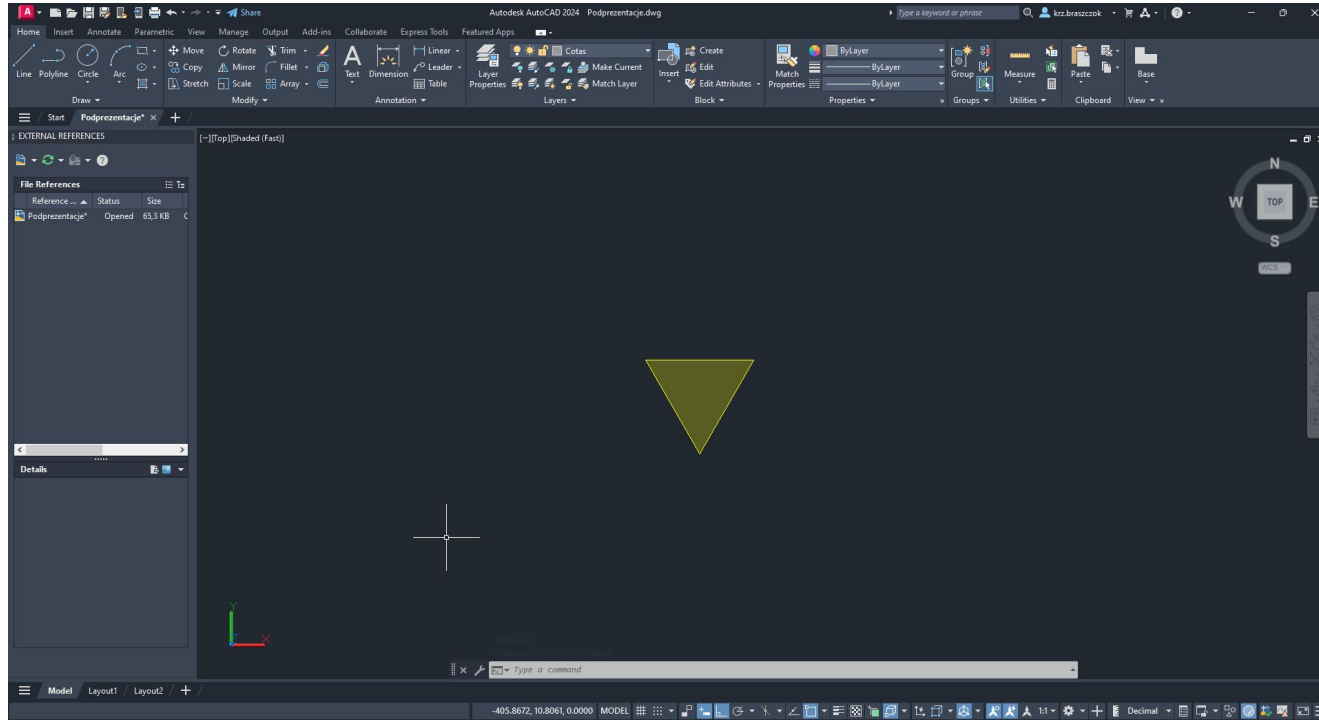 A Share Autodesk AutoCAD 2024 Podprezentacje.dwg Type a keyword or phrase krz.braszczok
Home Insert Annotate Parametric View Manage Output Add-ins Collaborate Express Tools Featured Apps
Line Polyline Circle Arc
Move Rotate Trim
Copy Mirror Fillet
Stretch Scale Array
Text Dimension
Linear
Leader
Table
Layer Properties
Cotas
Make Current
Match Layer
Insert
Create
Edit
Edit Attributes
Match Properties
ByLayer
ByLayer
ByLayer
Group Measure Paste Base
Draw Modify Annotation Layers Block Properties Groups Utilities Clipboard View
Start Podprezentacje*
EXTERNAL REFERENCES
[−][Top][Shaded (Fast)]
File References
Reference ... Status Size
Podprezentacje* Opened 65,3 KB C
N
W TOP E
S
WCS
Details
Y
X
Type a command
Model Layout1 Layout2
-405.8672, 10.8061, 0.0000 MODEL 1:1 Decimal